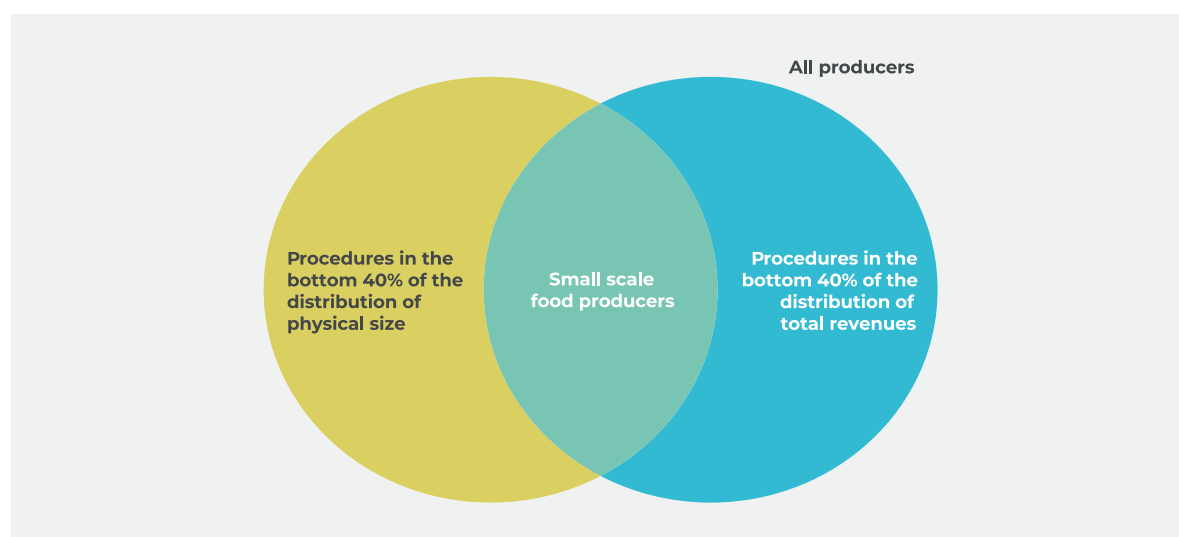 All producers
Procedures in the
bottom 40% of the
distribution of
physical size
Small scale
food producers
Procedures in the
bottom 40% of the
distribution of
total revenues